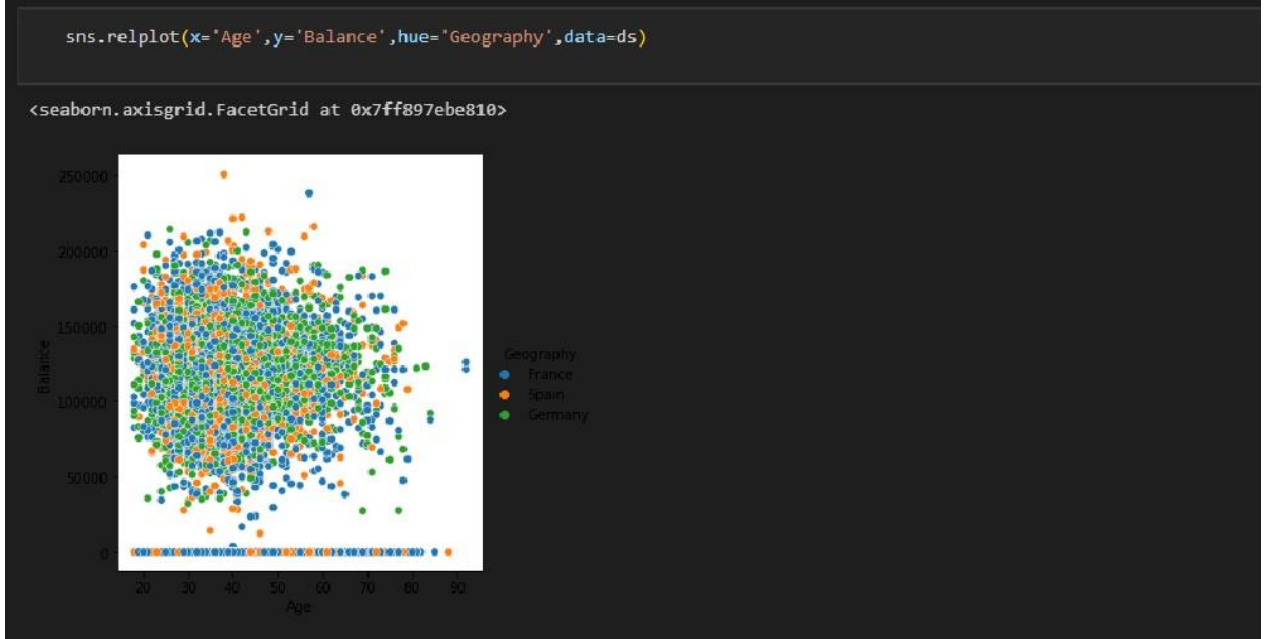 sns.relplot(x='Age',y='Balance',hue='Geography',data=ds)
<seaborn.axisgrid.FacetGrid at 0x7ff897ebe810>
250000
200000
150000
100000
50000
0
Balance
20 30 40 50 60 70 80 90
Age
Geography
France
Spain
Germany